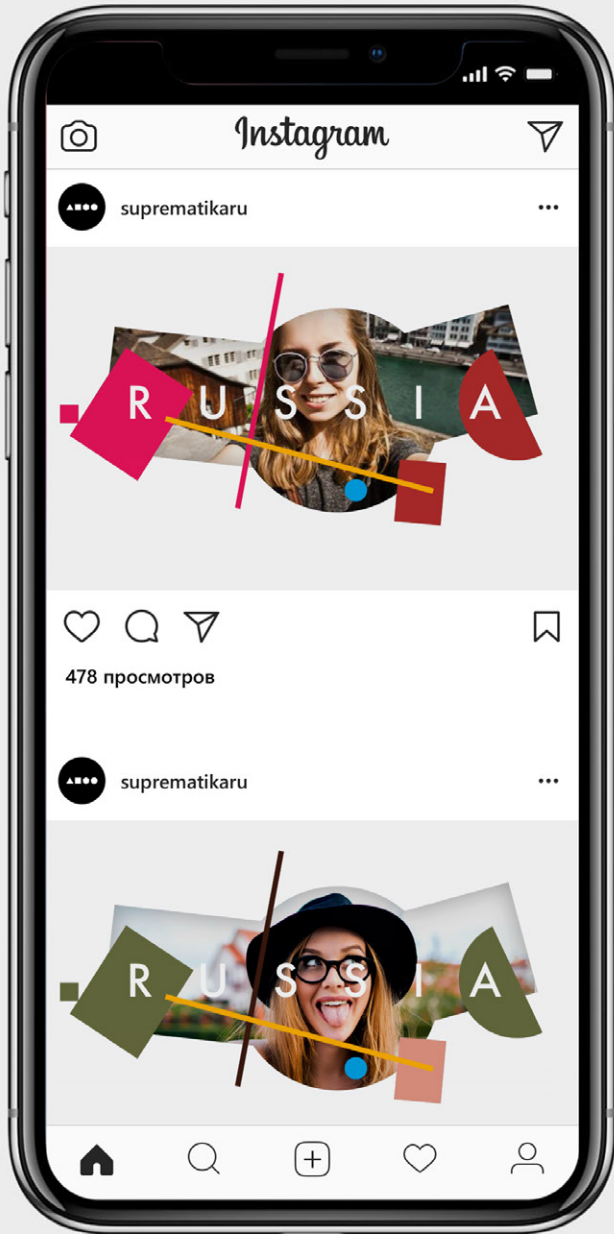 Instagram
suprematikaru
RUSSIA
478 просмотров
suprematikaru
RUSSIA